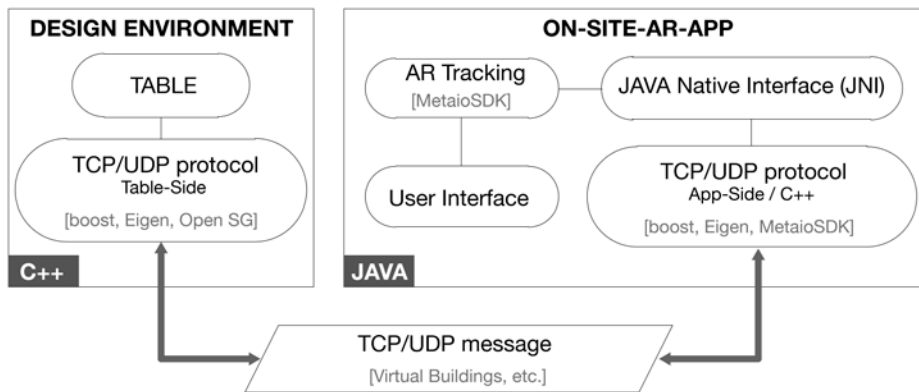 DESIGN ENVIRONMENT
TABLE
TCP/UDP protocol
Table-Side
[boost, Eigen, Open SG]
C++
ON-SITE-AR-APP
AR Tracking
[MetaioSDK]
JAVA Native Interface (JNI)
User Interface
TCP/UDP protocol
App-Side / C++
[boost, Eigen, MetaioSDK]
JAVA
TCP/UDP message
[Virtual Buildings, etc.]